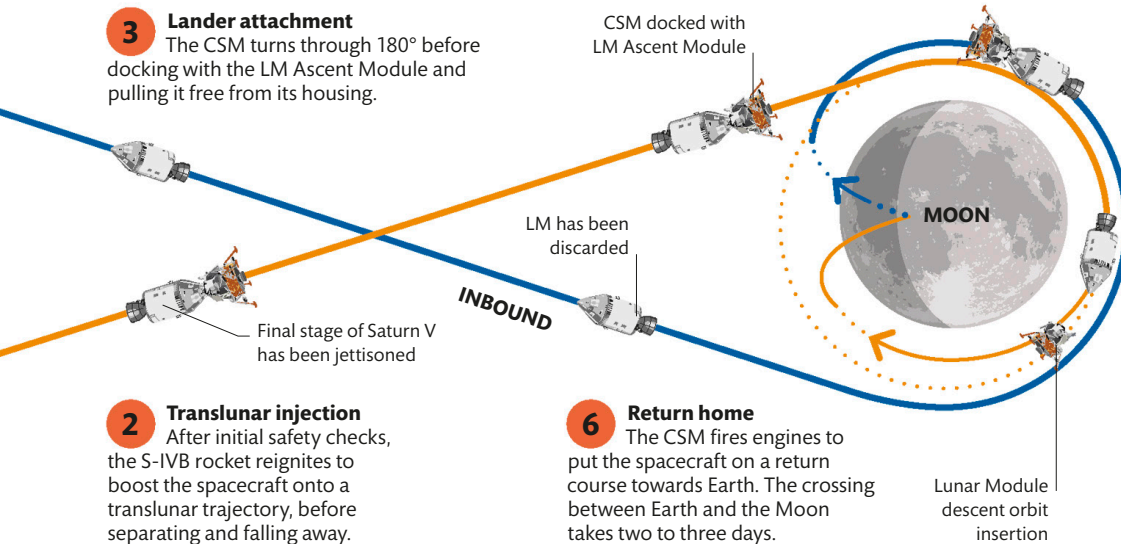 3 Lander attachment
The CSM turns through 180° before
docking with the LM Ascent Module and
pulling it free from its housing.
CSM docked with
LM Ascent Module
MOON
LM has been
discarded
INBOUND
Final stage of Saturn V
has been jettisoned
2 Translunar injection
After initial safety checks,
the S-IVB rocket reignites to
boost the spacecraft onto a
translunar trajectory, before
separating and falling away.
6 Return home
The CSM fires engines to
put the spacecraft on a return
course towards Earth. The crossing
between Earth and the Moon
takes two to three days.
Lunar Module
descent orbit
insertion